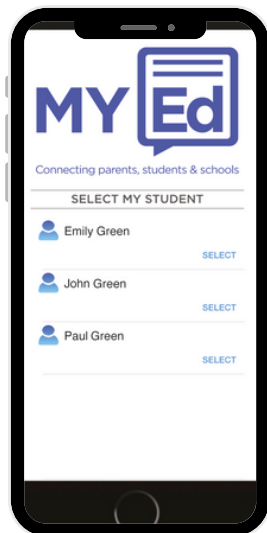 MY Ed
Connecting parents, students & schools
SELECT MY STUDENT
Emily Green
SELECT
John Green
SELECT
Paul Green
SELECT